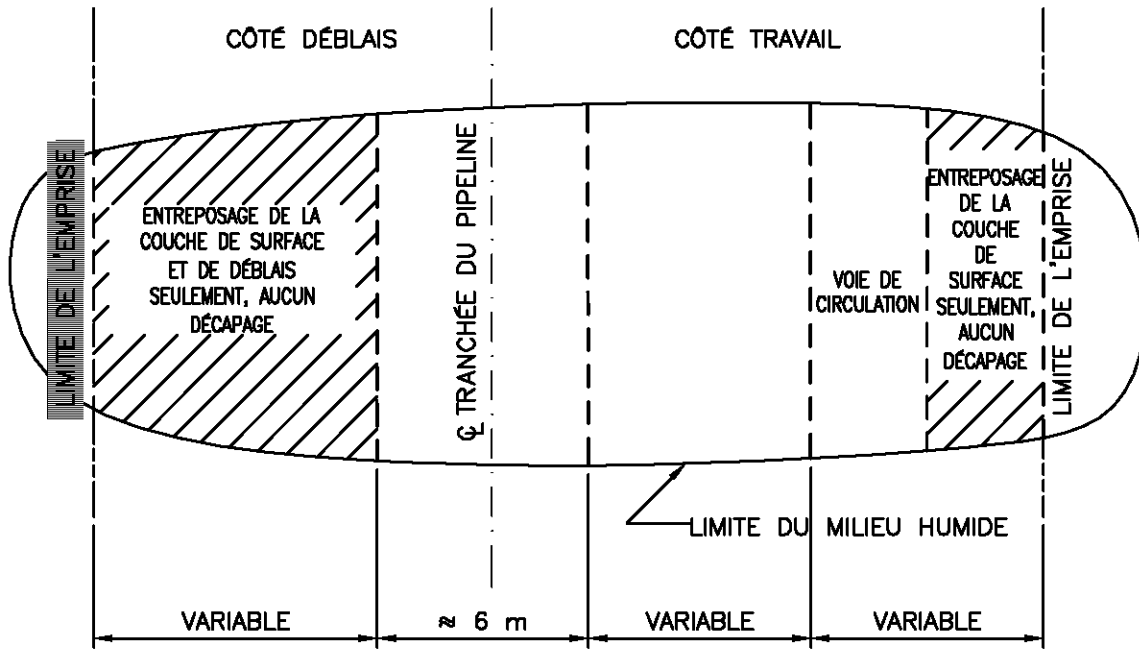 CÔTÉ DÉBLAIS
CÔTÉ TRAVAIL
LIMITE DE L'EMPRISE
ENTREPOSAGE DE LA
COUCHE DE SURFACE
ET DE DÉBLAIS
SEULEMENT, AUCUN
DÉCAPAGE
℄ TRANCHÉE DU PIPELINE
VOIE DE
CIRCULATION
ENTREPOSAGE
DE LA
COUCHE
DE
SURFACE
SEULEMENT,
AUCUN
DÉCAPAGE
LIMITE DE L'EMPRISE
LIMITE DU MILIEU HUMIDE
VARIABLE
≈ 6 m
VARIABLE
VARIABLE